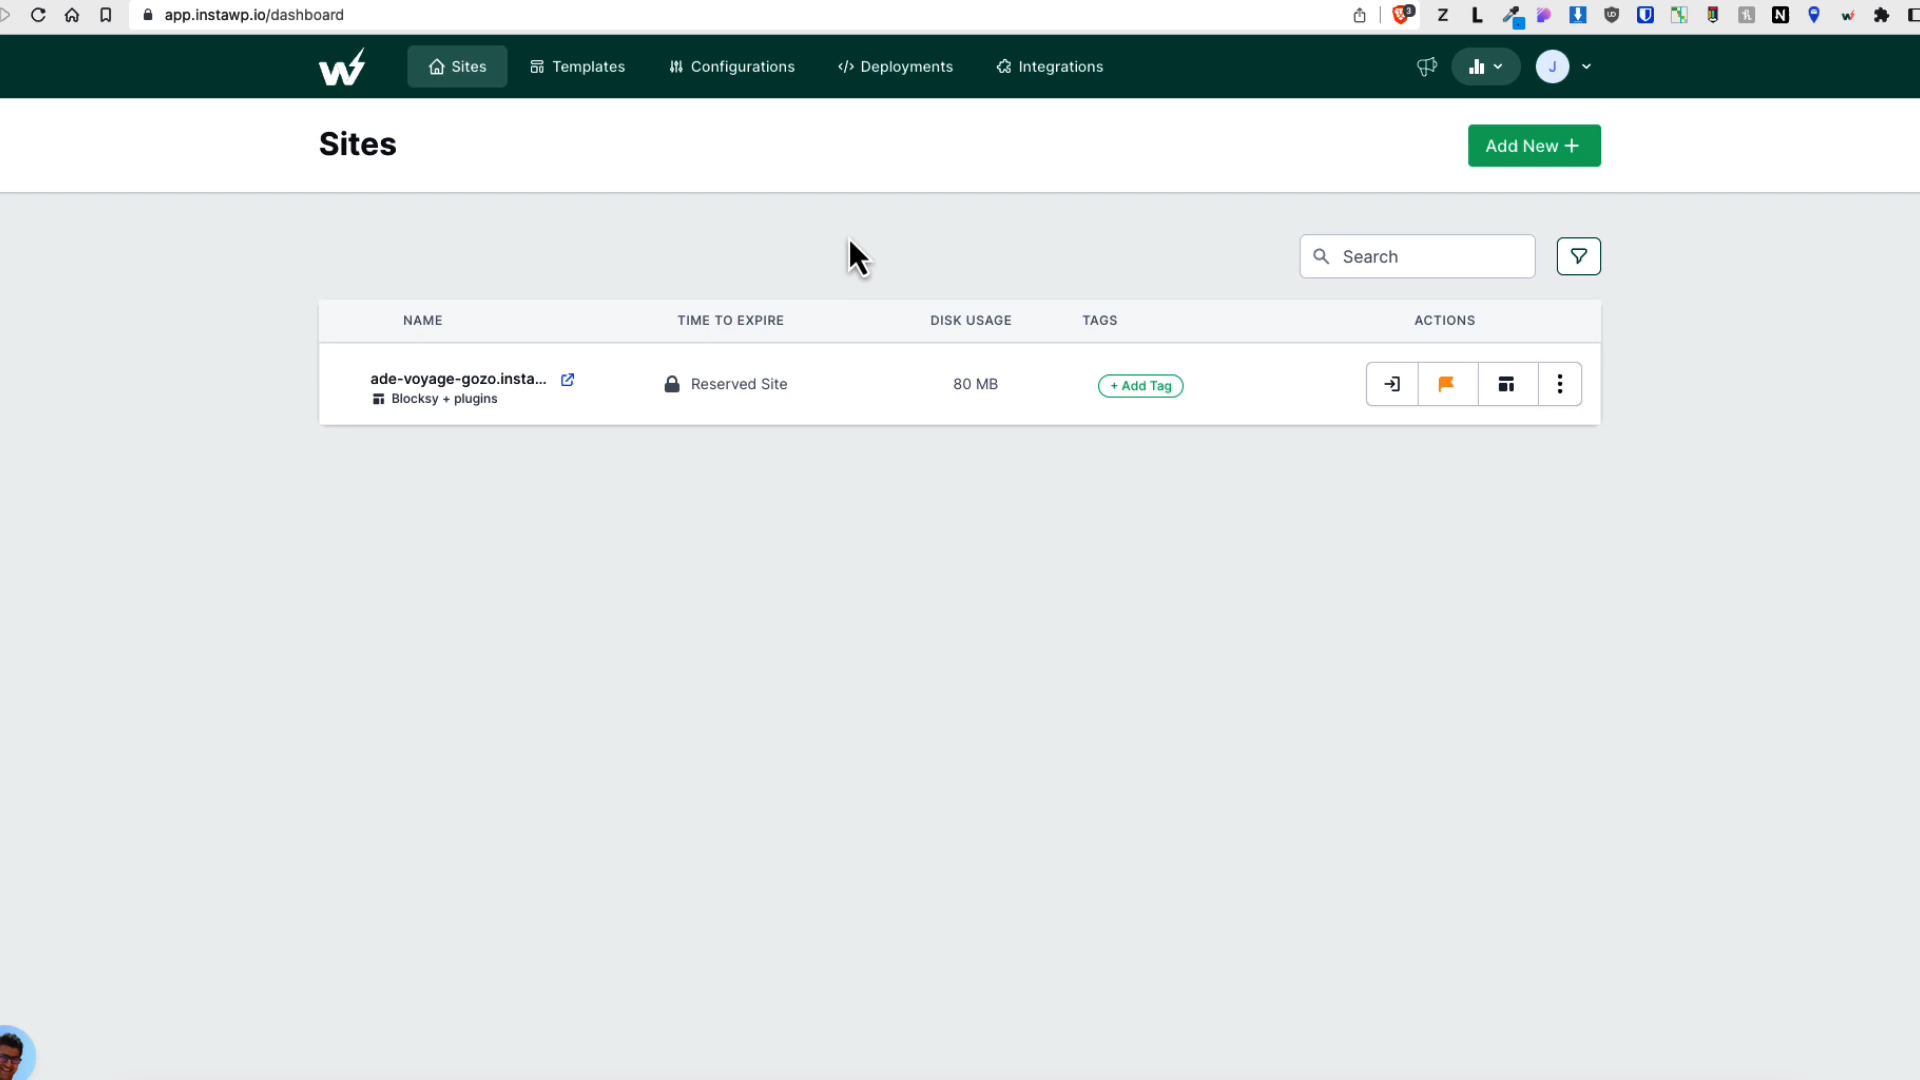 app.instawp.io/dashboard
3
Z
L
Sites
Templates
Configurations
Deployments
Integrations
J
Sites
Add New +
Search
NAME
TIME TO EXPIRE
DISK USAGE
TAGS
ACTIONS
ade-voyage-gozo.insta...
Reserved Site
80 MB
+ Add Tag
Blocksy + plugins